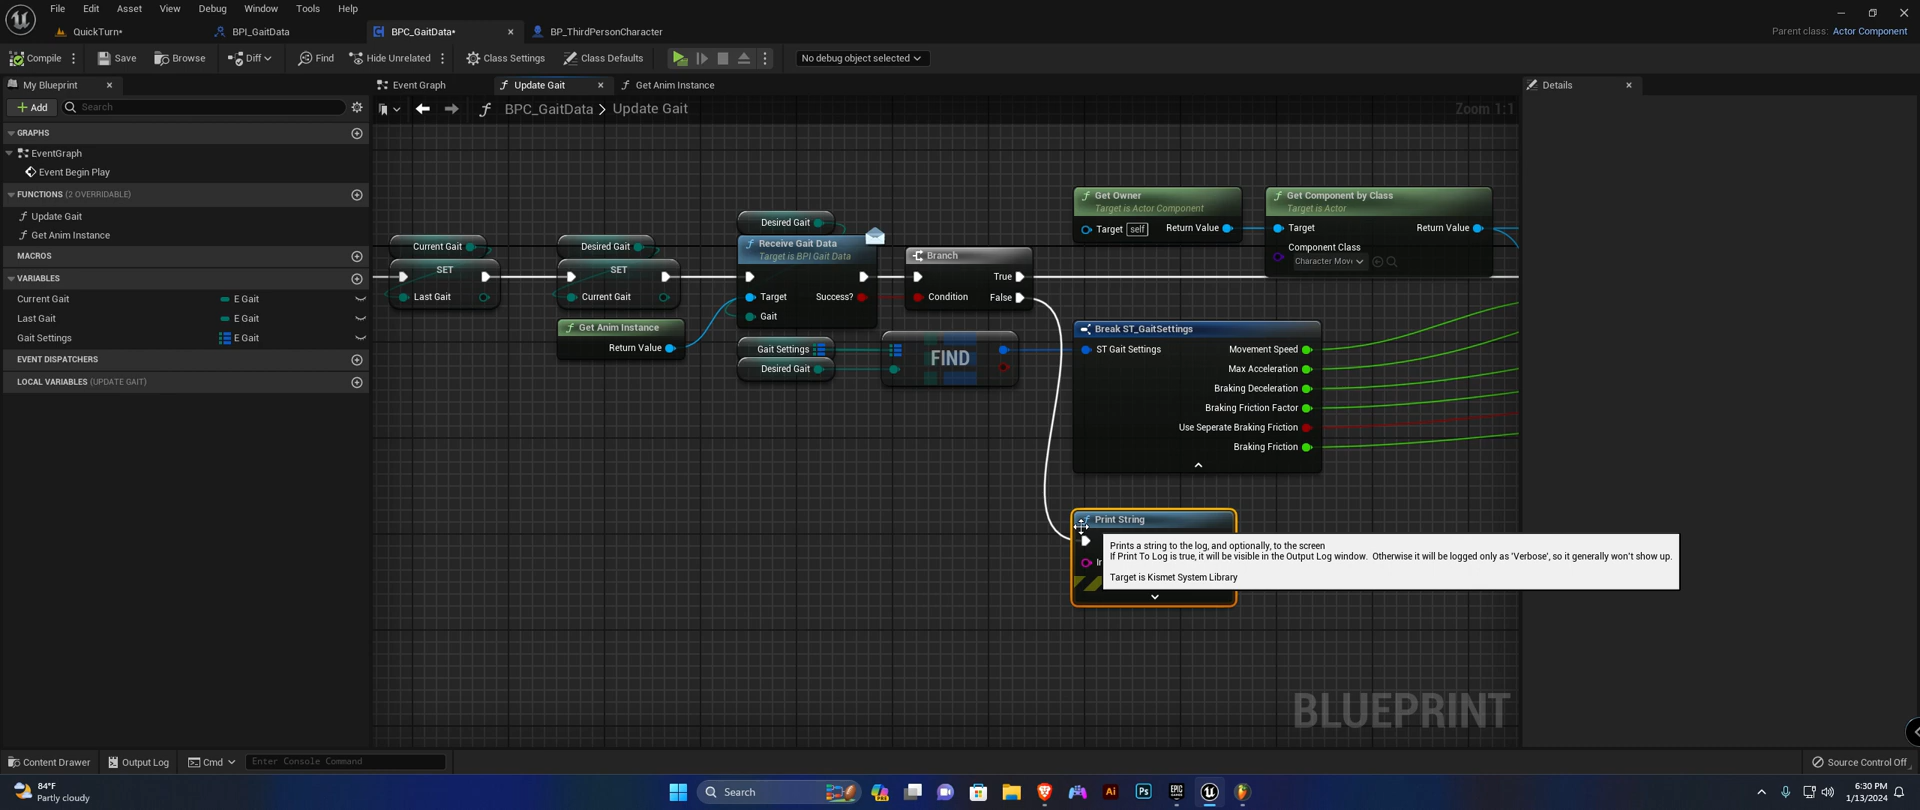 File Edit Asset View Debug Window Tools Help
QuickTurn* BPI_GaitData BPC_GaitData* BP_ThirdPersonCharacter
Parent class: Actor Component
Compile Save Browse Diff Find Hide Unrelated Class Settings Class Defaults No debug object selected
My Blueprint
Event Graph Update Gait Get Anim Instance
Details
Add Search
BPC_GaitData > Update Gait
Zoom 1:1
GRAPHS
EventGraph
Event Begin Play
FUNCTIONS (2 OVERRIDABLE)
Update Gait
Get Anim Instance
MACROS
VARIABLES
Current Gait E Gait
Last Gait E Gait
Gait Settings E Gait
EVENT DISPATCHERS
LOCAL VARIABLES (UPDATE GAIT)
Current Gait
SET
Last Gait
Desired Gait
SET
Current Gait
Get Anim Instance
Return Value
Desired Gait
Receive Gait Data
Target is BPI Gait Data
Target Success?
Gait
Branch
True
Condition False
Gait Settings
Desired Gait
FIND
Get Owner
Target is Actor Component
Target self Return Value
Get Component by Class
Target is Actor
Target Return Value
Component Class
Character Movi
Break ST_GaitSettings
ST Gait Settings Movement Speed
Max Acceleration
Braking Deceleration
Braking Friction Factor
Use Seperate Braking Friction
Braking Friction
Print String
Prints a string to the log, and optionally, to the screen
If Print To Log is true, it will be visible in the Output Log window. Otherwise it will be logged only as 'Verbose', so it generally won't show up.
Target is Kismet System Library
BLUEPRINT
Content Drawer Output Log Cmd Enter Console Command Source Control Off
84°F
Partly cloudy
Search
6:30 PM
1/13/2024